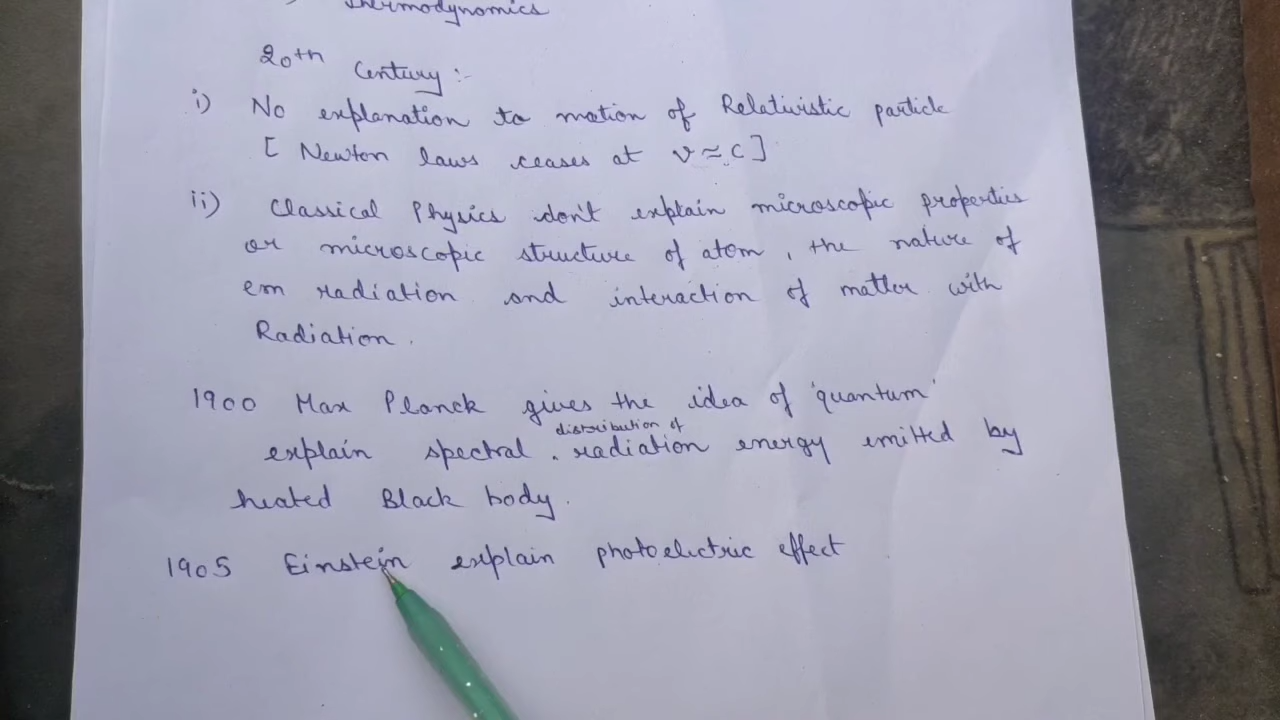 Thermodynamics
20th Century :-
i) No explanation to motion of Relativistic particle
[ Newton laws ceases at v ≈ c ]
ii) Classical Physics don't explain microscopic properties
or microscopic structure of atom, the nature of
em radiation and interaction of matter with
Radiation.
1900 Max Planck gives the idea of 'quantum'
explain spectral distribution of radiation energy emitted by
heated Black body.
1905 Einstein explain photoelectric effect